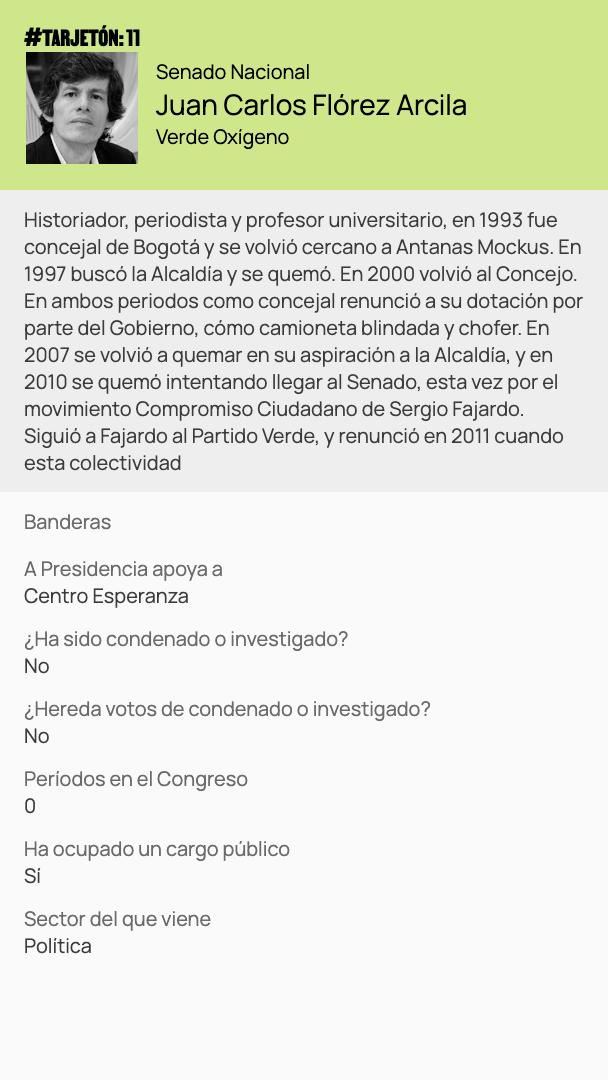 #TARJETÓN: 11
Senado Nacional
Juan Carlos Flórez Arcila
Verde Oxígeno
Historiador, periodista y profesor universitario, en 1993 fue
concejal de Bogotá y se volvió cercano a Antanas Mockus. En
1997 buscó la Alcaldía y se quemó. En 2000 volvió al Concejo.
En ambos periodos como concejal renunció a su dotación por
parte del Gobierno, cómo camioneta blindada y chofer. En
2007 se volvió a quemar en su aspiración a la Alcaldía, y en
2010 se quemó intentando llegar al Senado, esta vez por el
movimiento Compromiso Ciudadano de Sergio Fajardo.
Siguió a Fajardo al Partido Verde, y renunció en 2011 cuando
esta colectividad
Banderas
A Presidencia apoya a
Centro Esperanza
¿Ha sido condenado o investigado?
No
¿Hereda votos de condenado o investigado?
No
Períodos en el Congreso
0
Ha ocupado un cargo público
Sí
Sector del que viene
Política